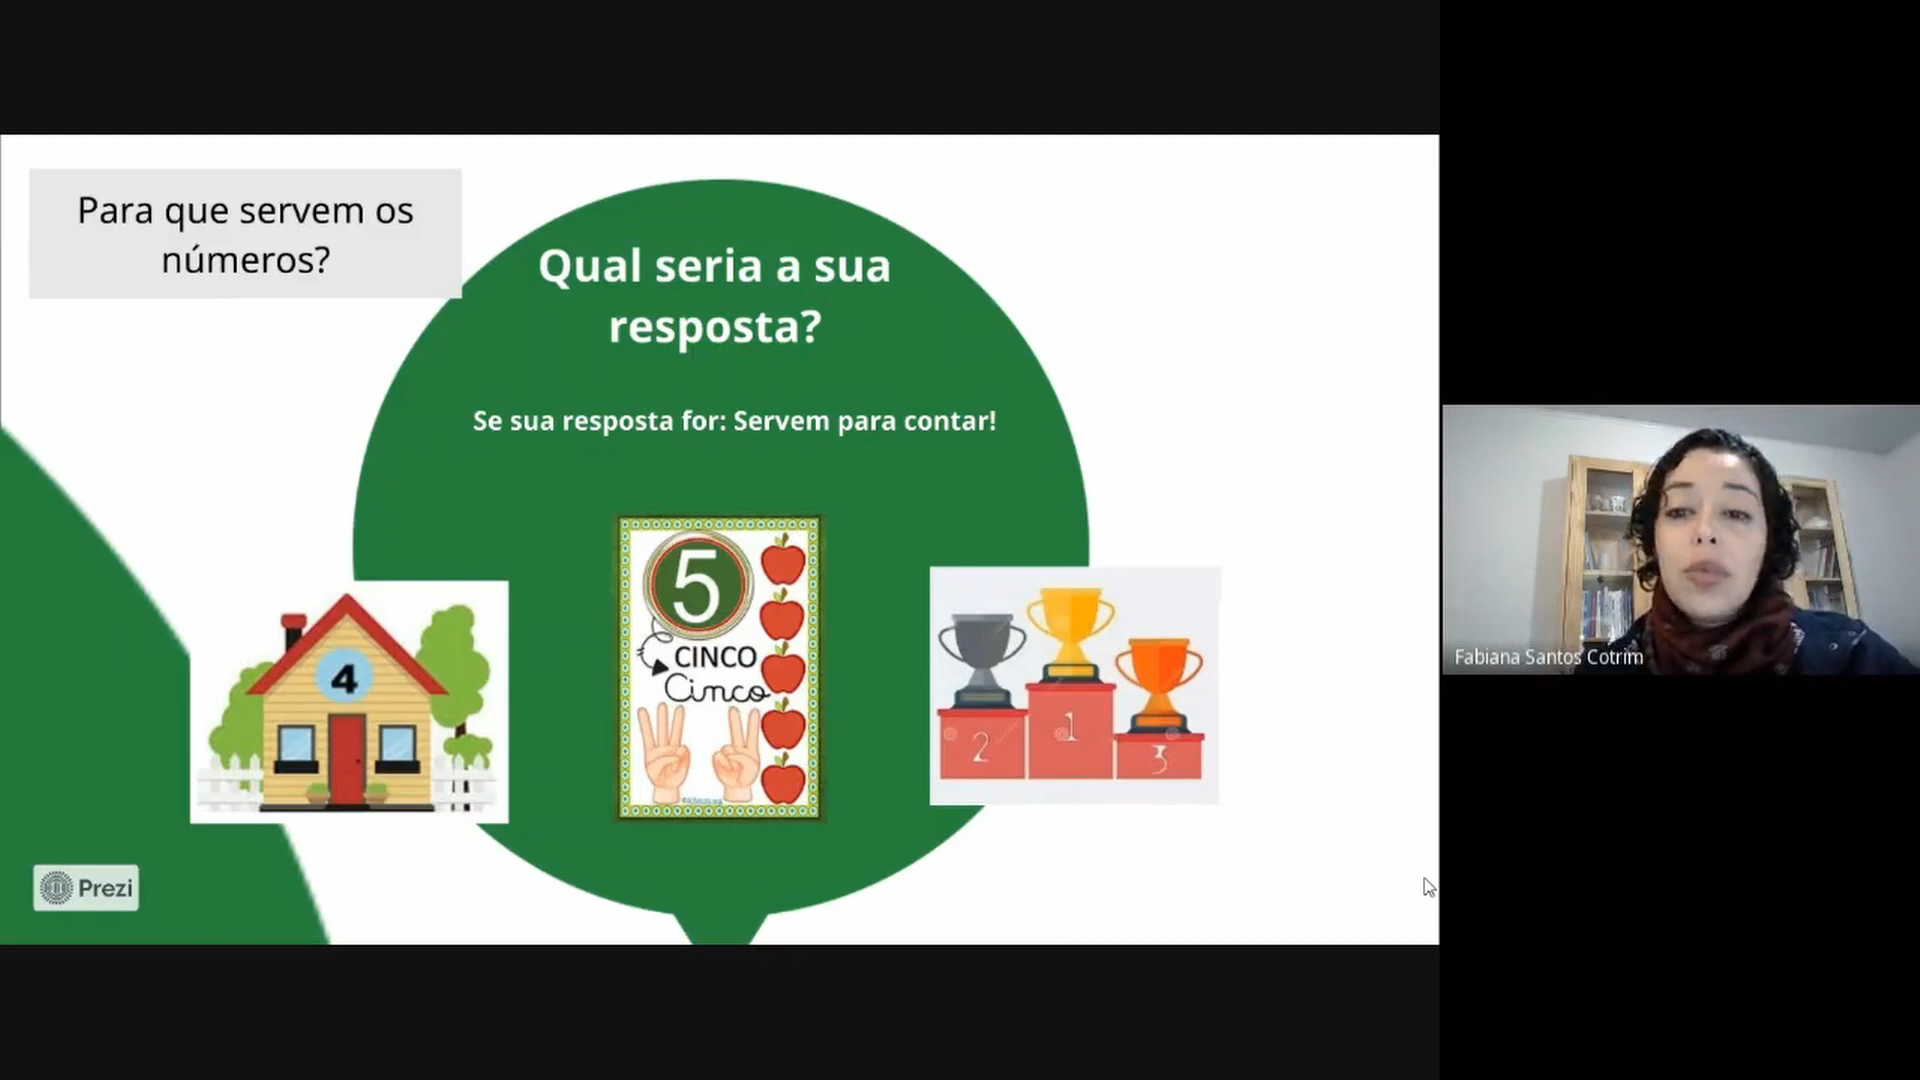 Para que servem os
números?
Qual seria a sua
resposta?
Se sua resposta for: Servem para contar!
4
5
CINCO
Cinco
2
1
3
Prezi
Fabiana Santos Cotrim